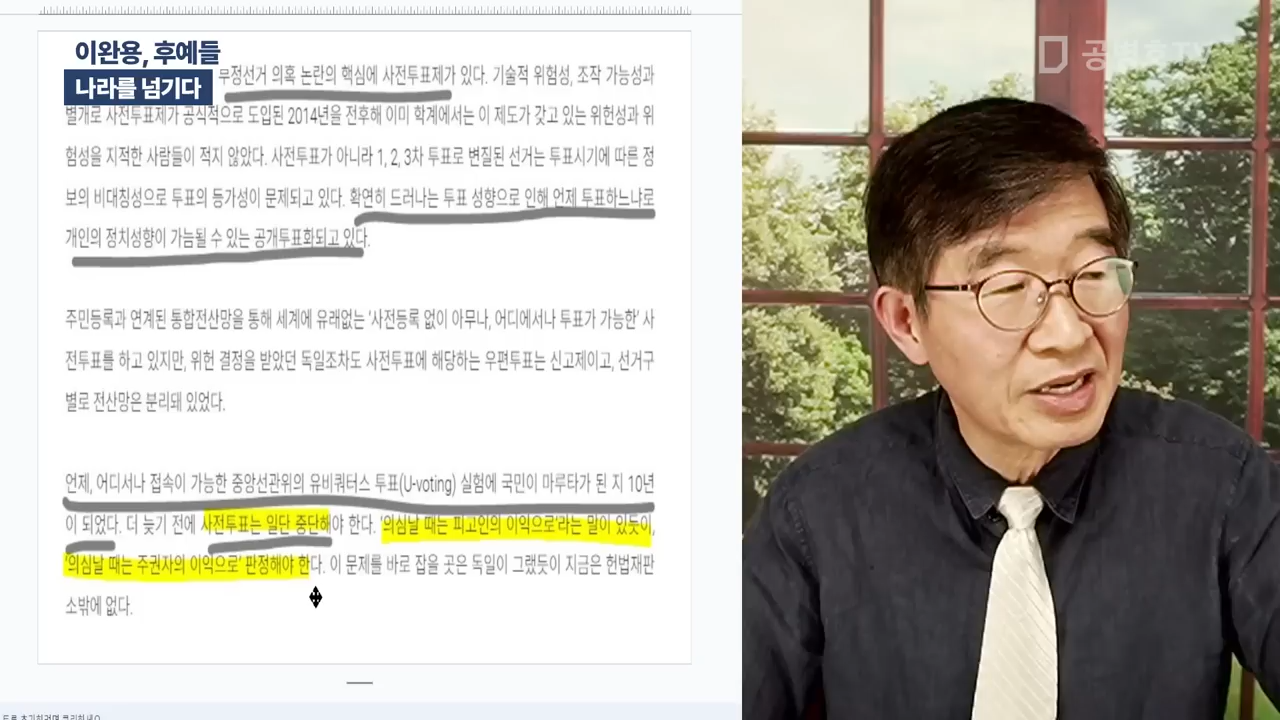 이완용, 후예들
나라를 넘기다
공병호TV
부정선거 의혹 논란의 핵심에 사전투표제가 있다. 기술적 위험성, 조작 가능성과
별개로 사전투표제가 공식적으로 도입된 2014년을 전후해 이미 학계에서는 이 제도가 갖고 있는 위헌성과 위
험성을 지적한 사람들이 적지 않았다. 사전투표가 아니라 1, 2, 3차 투표로 변질된 선거는 투표시기에 따른 정
보의 비대칭성으로 투표의 등가성이 문제되고 있다. 확연히 드러나는 투표 성향으로 인해 언제 투표하느냐로
개인의 정치성향이 가늠될 수 있는 공개투표화되고 있다.
주민등록과 연계된 통합전산망을 통해 세계에 유래없는 '사전등록 없이 아무나, 어디에서나 투표가 가능한' 사
전투표를 하고 있지만, 위헌 결정을 받았던 독일조차도 사전투표에 해당하는 우편투표는 신고제이고, 선거구
별로 전산망은 분리돼 있었다.
언제, 어디서나 접속이 가능한 중앙선관위의 유비쿼터스 투표(U-voting) 실험에 국민이 마루타가 된 지 10년
이 되었다. 더 늦기 전에 사전투표는 일단 중단해야 한다. '의심날 때는 피고인의 이익으로'라는 말이 있듯이,
'의심날 때는 주권자의 이익으로' 판정해야 한다. 이 문제를 바로 잡을 곳은 독일이 그랬듯이 지금은 헌법재판
소밖에 없다.